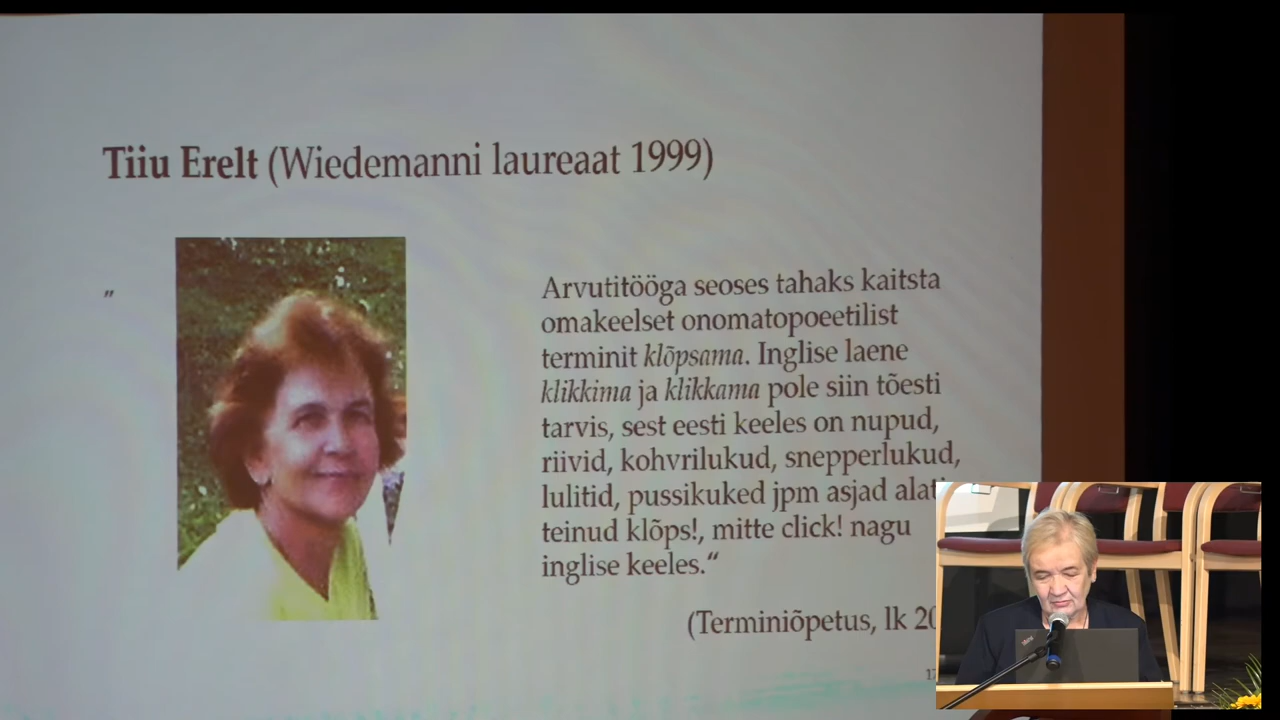 Tiiu Erelt (Wiedemanni laureaat 1999)
"
Arvutitööga seoses tahaks kaitsta
omakeelset onomatopoeetilist
terminit klõpsama. Inglise laene
klikkima ja klikkama pole siin tõesti
tarvis, sest eesti keeles on nupud,
riivid, kohvrilukud, snepperlukud,
lulitid, pussikuked jpm asjad
teinud klõps!, mitte click! nagu
inglise keeles.“
(Terminiõpetus, lk